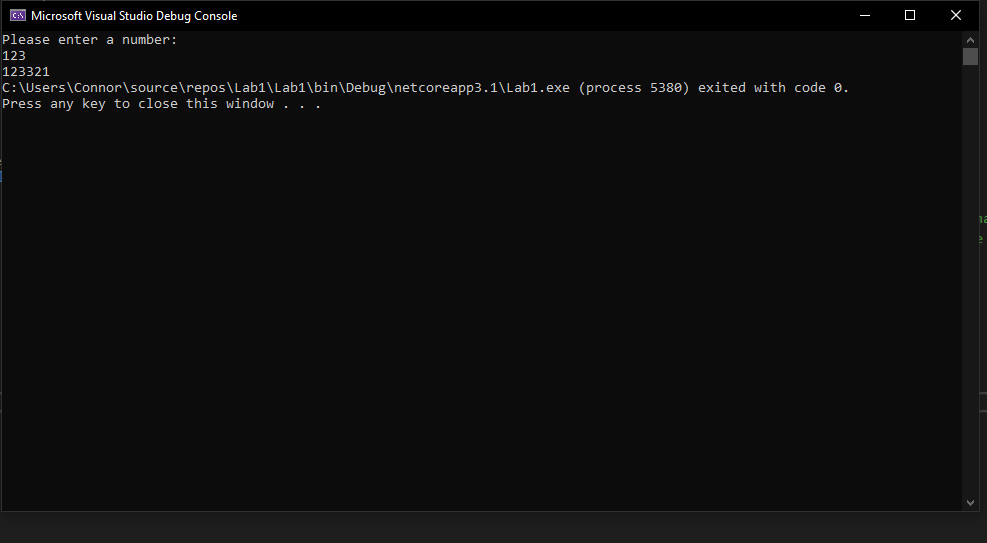 Microsoft Visual Studio Debug Console
Please enter a number:
123
123321
C:\Users\Connor\source\repos\Lab1\Lab1\bin\Debug\netcoreapp3.1\Lab1.exe (process 5380) exited with code 0.
Press any key to close this window . . .